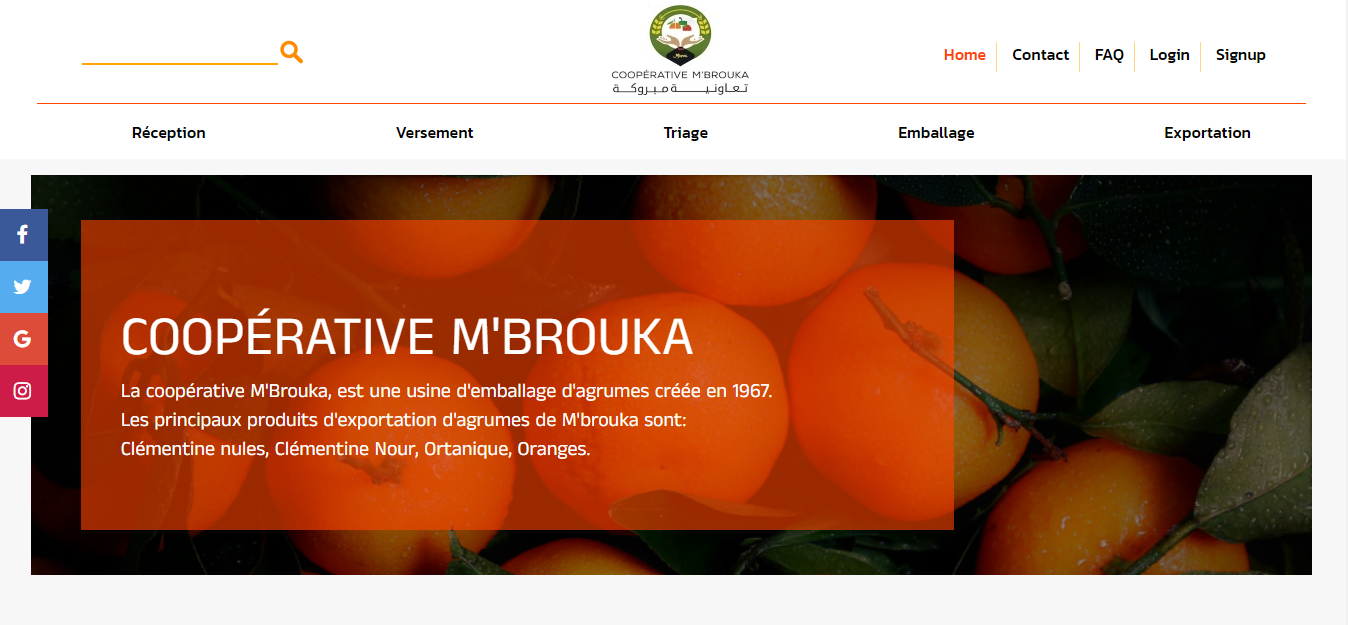 COOPÉRATIVE M'BROUKA
تعاونية مبروكة
Home
Contact
FAQ
Login
Signup
Réception
Versement
Triage
Emballage
Exportation
COOPÉRATIVE M'BROUKA
La coopérative M'Brouka, est une usine d'emballage d'agrumes créée en 1967.
Les principaux produits d'exportation d'agrumes de M'brouka sont:
Clémentine nules, Clémentine Nour, Ortanique, Oranges.